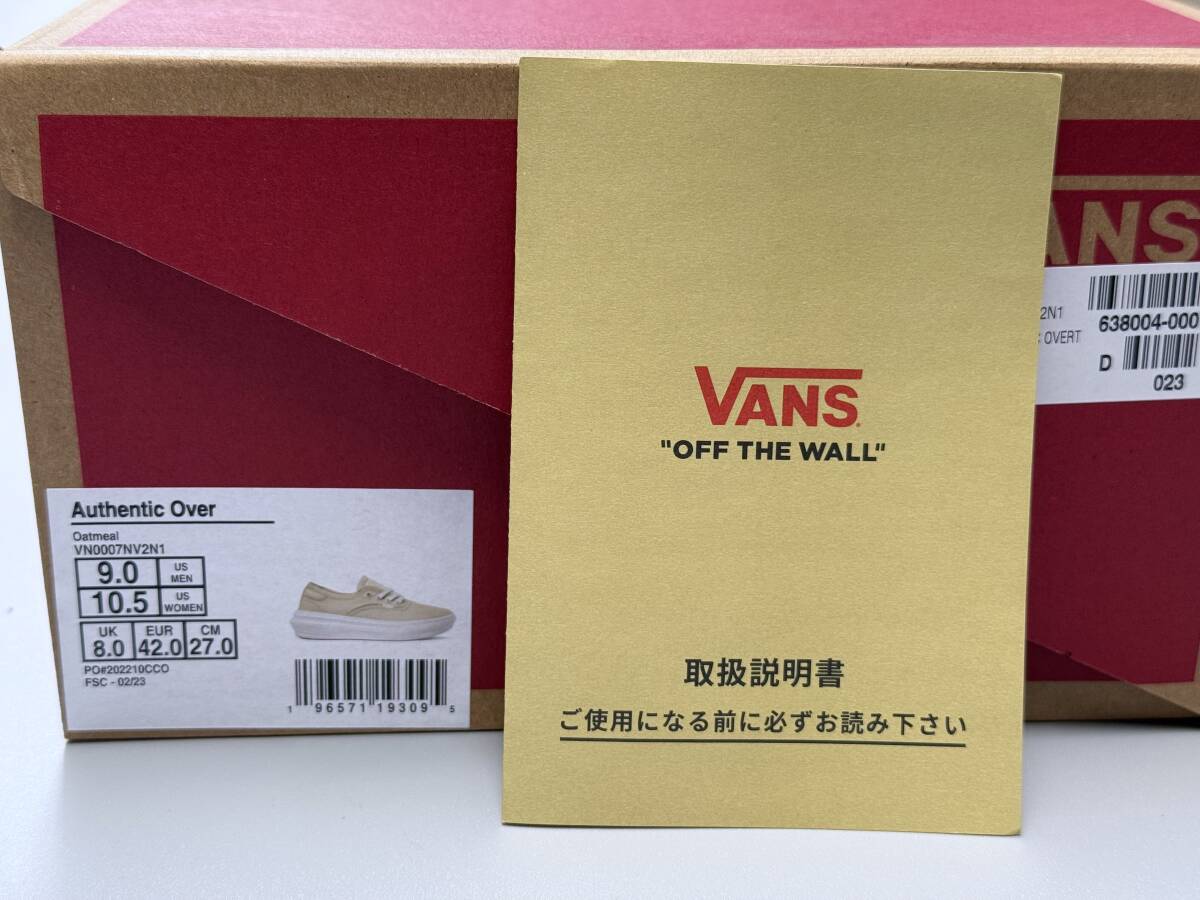 Authentic Over
Oatmeal
VN0007NV2N1
9.0 US MEN
10.5 US WOMEN
UK 8.0 EUR 42.0 CM 27.0
PO#202210CCO
FSC - 02/23
1 96571 19309 5
VANS
"OFF THE WALL"
取扱説明書
ご使用になる前に必ずお読み下さい
ANS
2N1
OVERT
638004-000
D
023